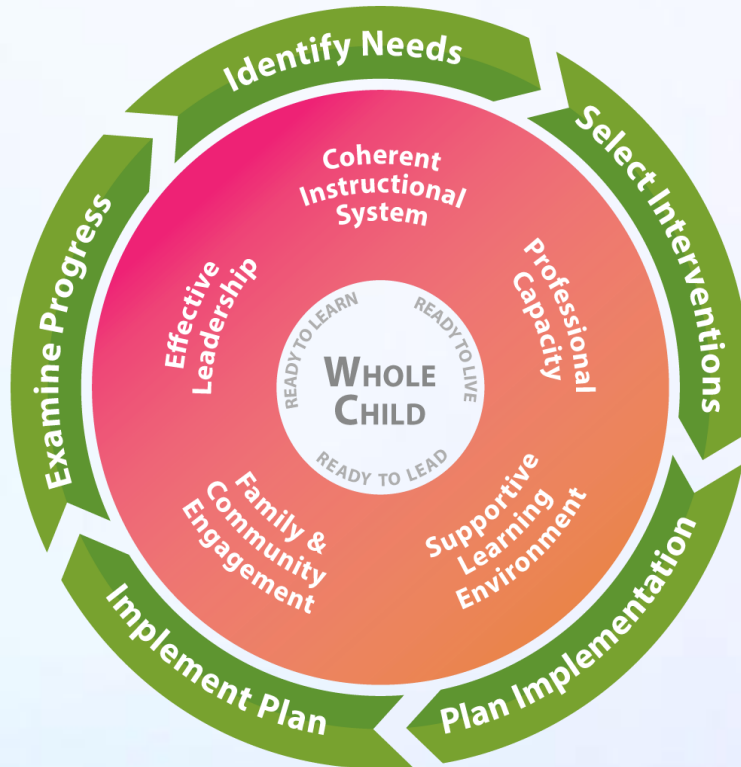 Identify Needs
Select Interventions
Plan Implementation
Implement Plan
Examine Progress
Coherent
Instructional
System
Professional
Capacity
Supportive
Learning
Environment
Family &
Community
Engagement
Effective
Leadership
READY TO LEARN
READY TO LIVE
READY TO LEAD
WHOLE
CHILD